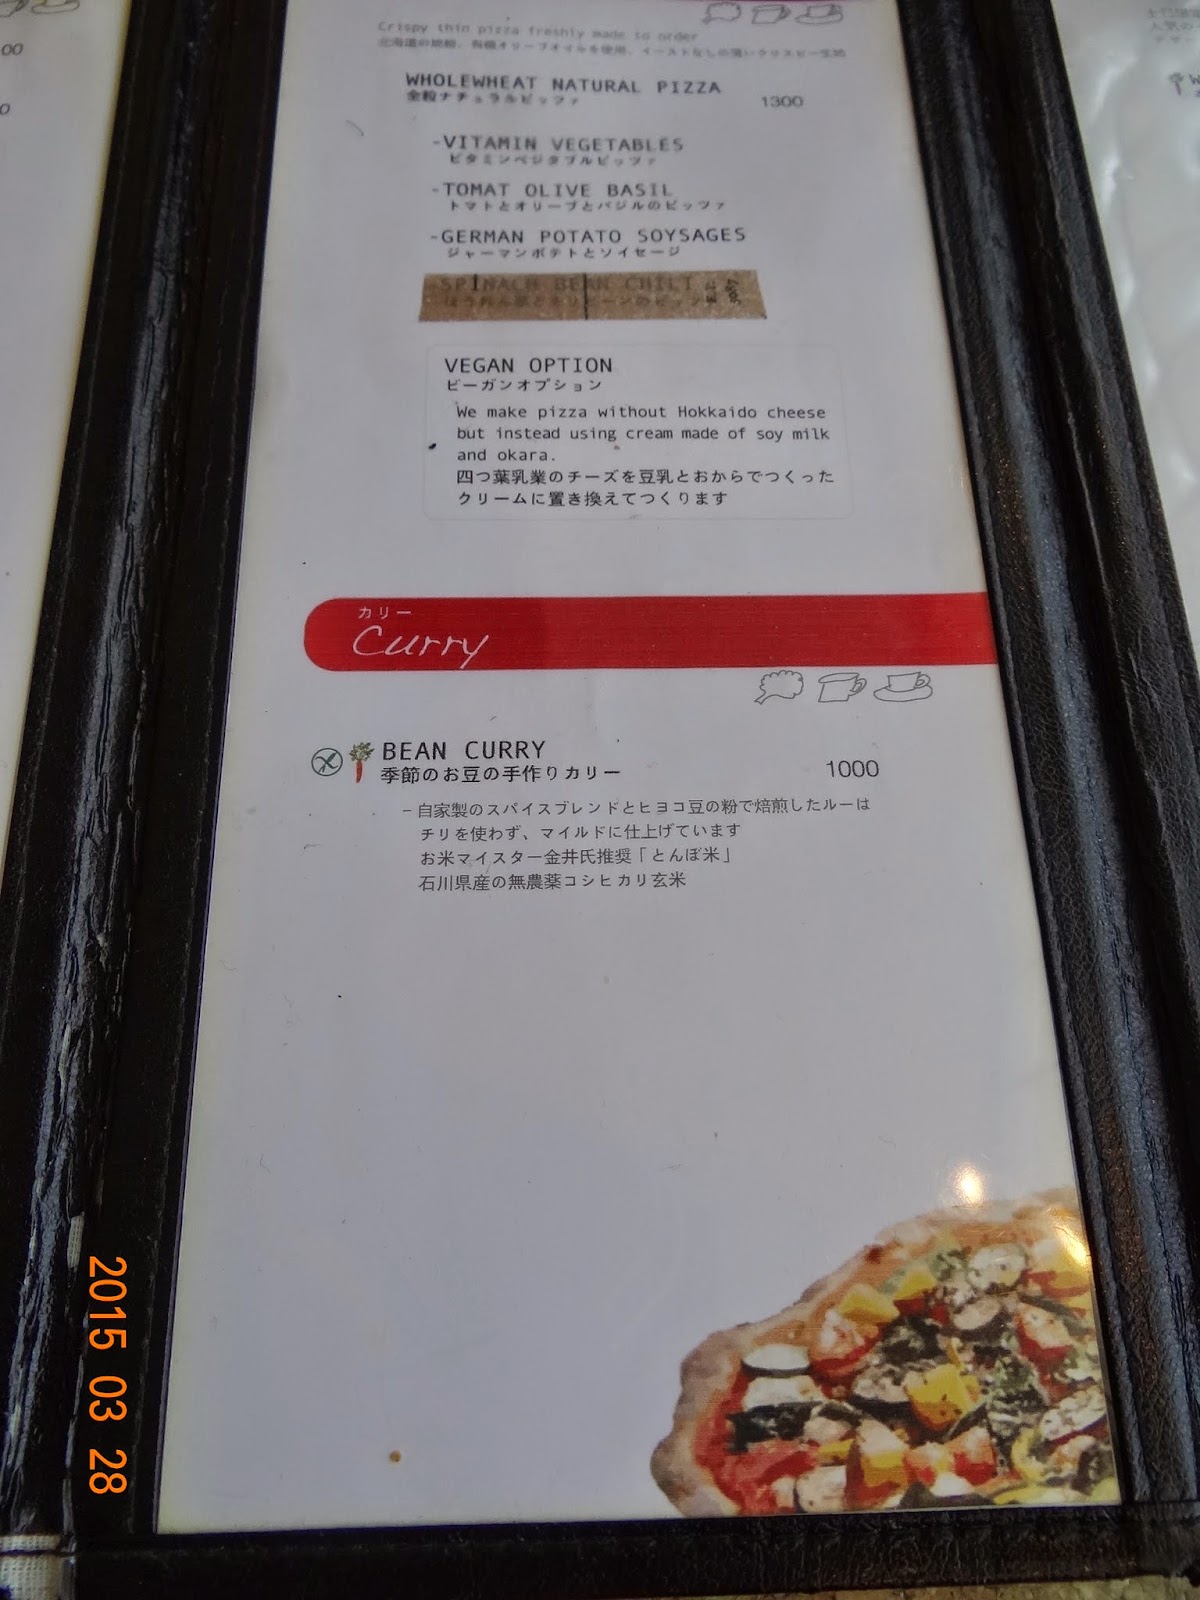 Crispy thin pizza freshly made to order
WHOLEWHEAT NATURAL PIZZA
全粒ナチュラルピッツァ
1300
-VITAMIN VEGETABLES
ビタミンベジタブルピッツァ
-TOMAT OLIVE BASIL
トマトとオリーブとバジルのピッツァ
-GERMAN POTATO SOYSAGES
ジャーマンポテトとソイセージ
SPINACH BEAN CHILI
VEGAN OPTION
ビーガンオプション
We make pizza without Hokkaido cheese
but instead using cream made of soy milk
and okara.
四つ葉乳業のチーズを豆乳とおからでつくった
クリームに置き換えてつくります
カリー
Curry
BEAN CURRY
季節のお豆の手作りカリー
1000
－自家製のスパイスブレンドとヒヨコ豆の粉で焙煎したルーは
チリを使わず、マイルドに仕上げています
お米マイスター金井氏推奨「とんぼ米」
石川県産の無農薬コシヒカリ玄米
2015 03 28